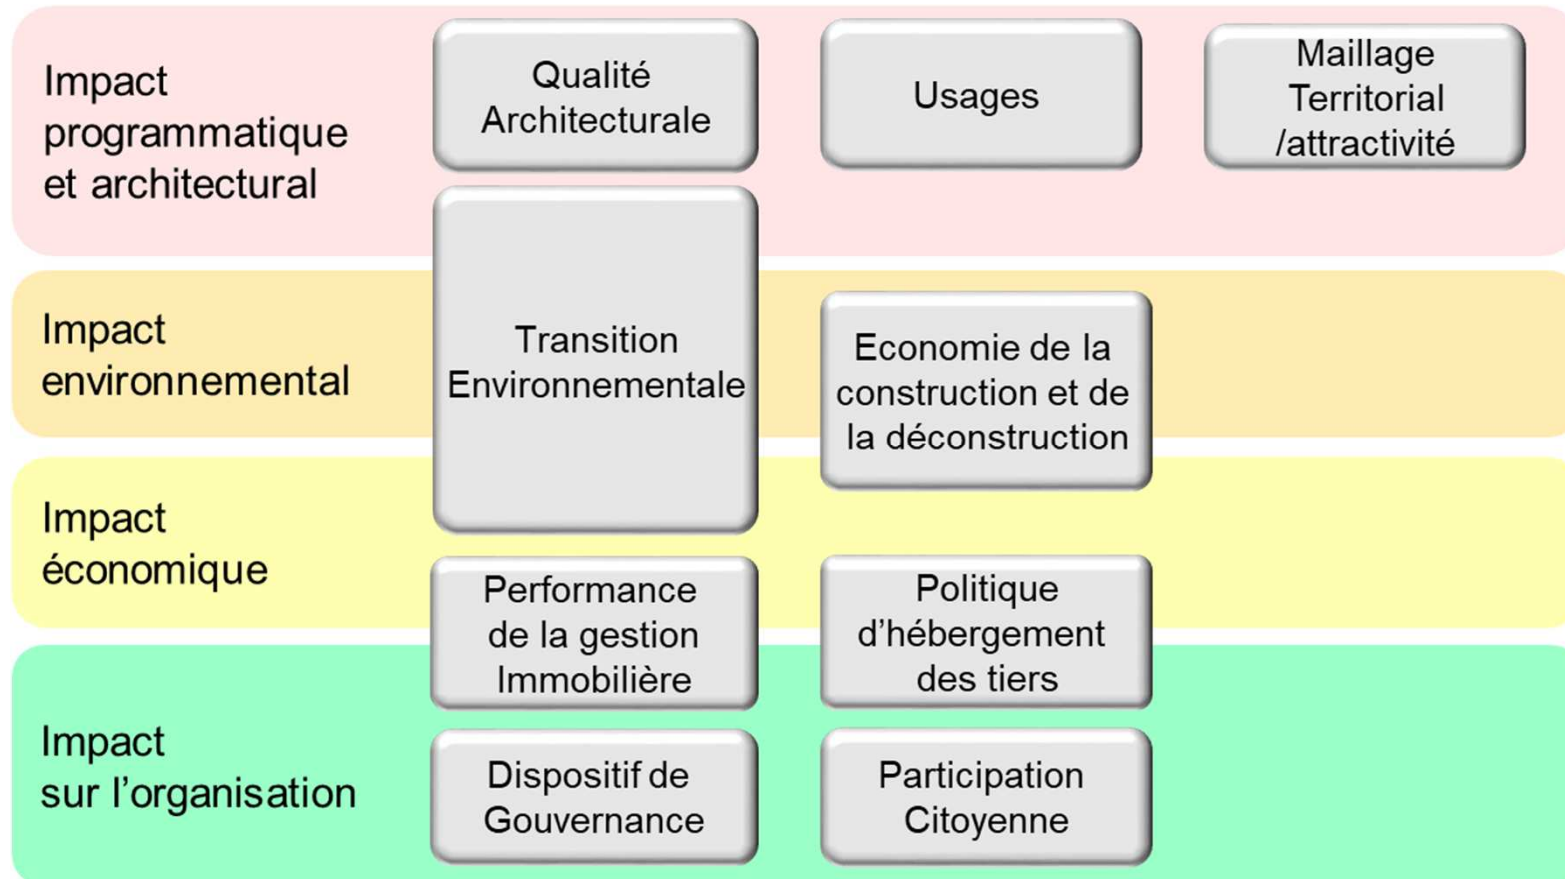 Impact
programmatique
et architectural
Qualité
Architecturale
Usages
Maillage
Territorial
/attractivité
Impact
environnemental
Transition
Environnementale
Economie de la
construction et de
la déconstruction
Impact
économique
Performance
de la gestion
Immobilière
Politique
d’hébergement
des tiers
Impact
sur l’organisation
Dispositif de
Gouvernance
Participation
Citoyenne